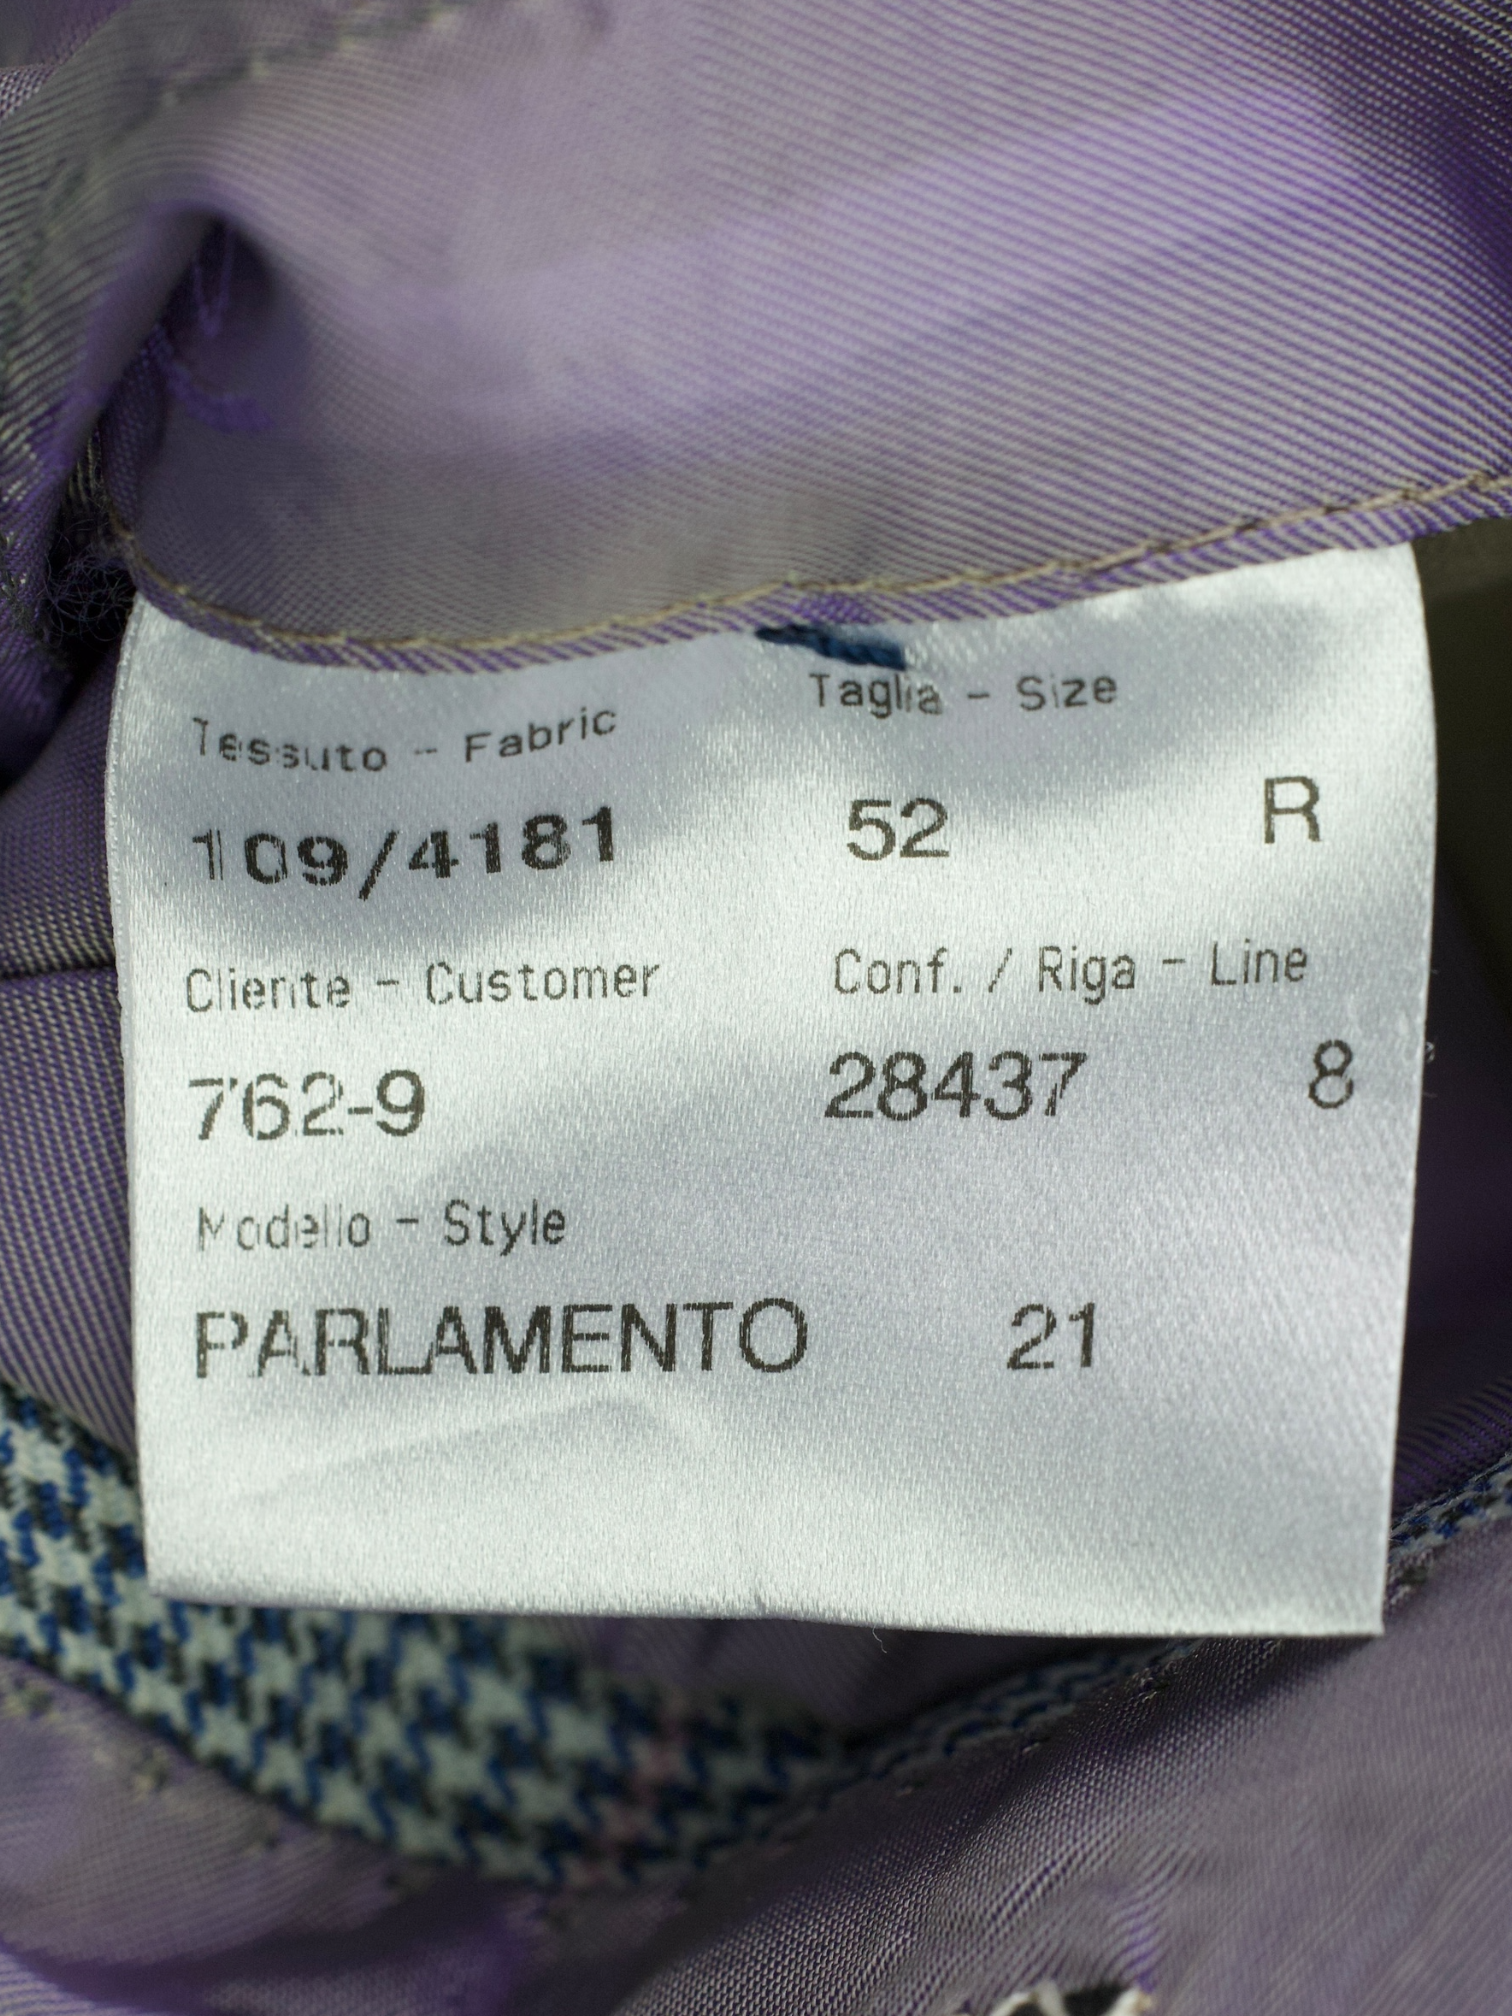 Tessuto - Fabric Taglia - Size
109/4181 52 R
Cliente - Customer Conf. / Riga - Line
762-9 28437 8
Modello - Style
PARLAMENTO 21